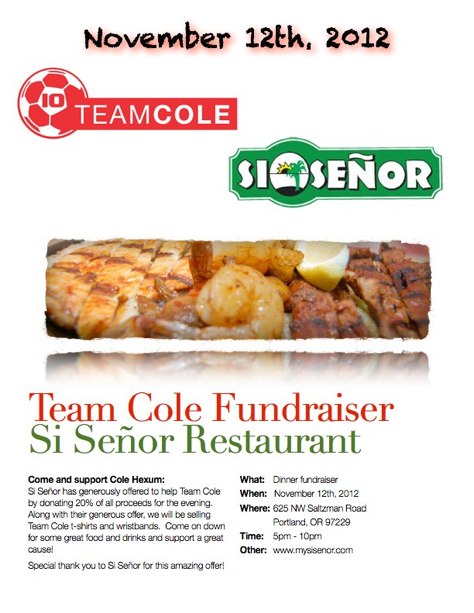 November 12th, 2012
10
TEAMCOLE
SI SEÑOR
Team Cole Fundraiser
Si Señor Restaurant
Come and support Cole Hexum:
Si Señor has generously offered to help Team Cole
by donating 20% of all proceeds for the evening.
Along with their generous offer, we will be selling
Team Cole t-shirts and wristbands.  Come on down
for some great food and drinks and support a great
cause!
Special thank you to Si Señor for this amazing offer!
What: Dinner fundraiser
When: November 12th, 2012
Where: 625 NW Saltzman Road
Portland, OR 97229
Time: 5pm - 10pm
Other: www.mysisenor.com